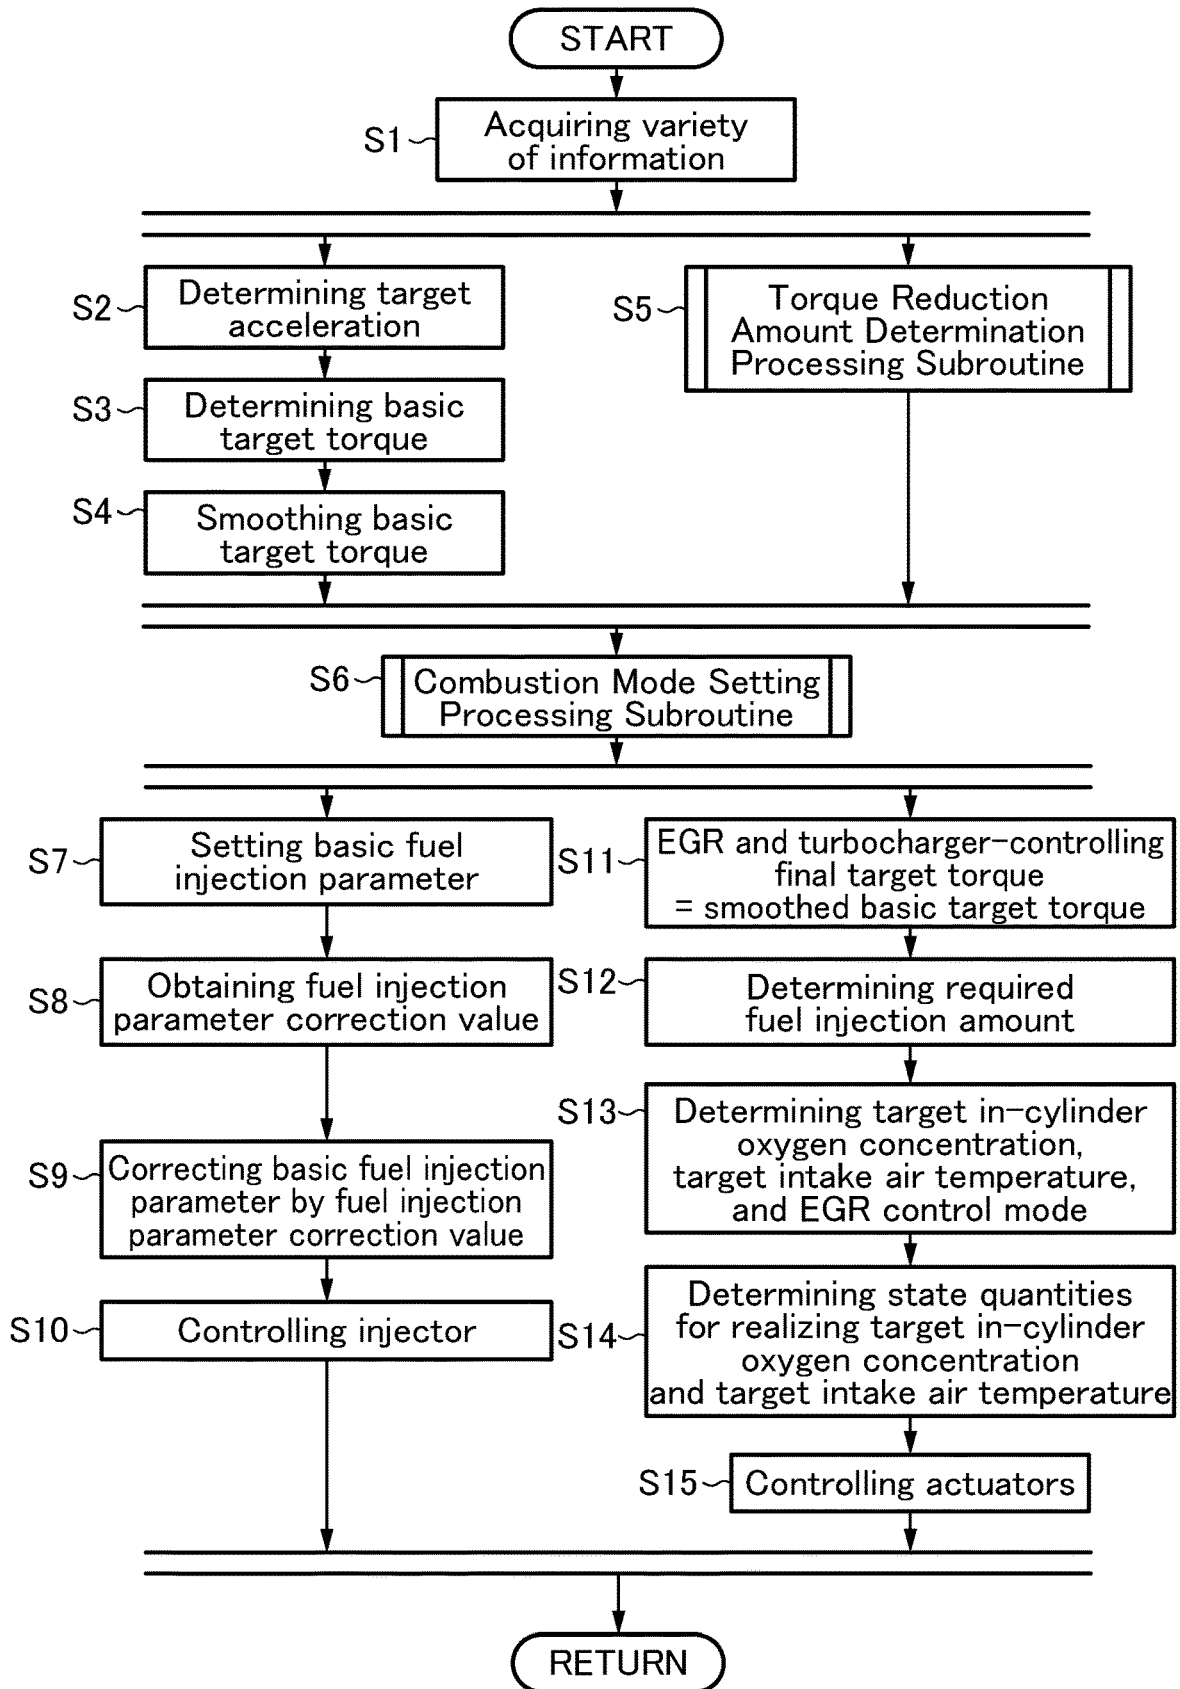 START
S1
Acquiring variety
of information
S2
Determining target
acceleration
S3
Determining basic
target torque
S4
Smoothing basic
target torque
S5
Torque Reduction
Amount Determination
Processing Subroutine
S6
Combustion Mode Setting
Processing Subroutine
S7
Setting basic fuel
injection parameter
S8
Obtaining fuel injection
parameter correction value
S9
Correcting basic fuel injection
parameter by fuel injection
parameter correction value
S10
Controlling injector
S11
EGR and turbocharger-controlling
final target torque
= smoothed basic target torque
S12
Determining required
fuel injection amount
S13
Determining target in-cylinder
oxygen concentration,
target intake air temperature,
and EGR control mode
S14
Determining state quantities
for realizing target in-cylinder
oxygen concentration
and target intake air temperature
S15
Controlling actuators
RETURN